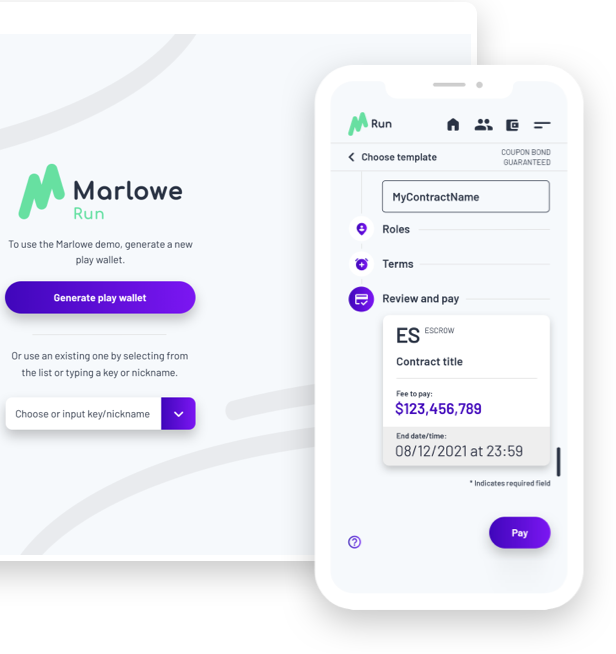 Marlowe
Run
To use the Marlowe demo, generate a new
play wallet.
Generate play wallet
Or use an existing one by selecting from
the list or typing a key or nickname.
Choose or input key/nickname
Run
Choose template
COUPON BOND
GUARANTEED
MyContractName
Roles
Terms
Review and pay
ES ESCROW
Contract title
Fee to pay:
$123,456,789
End date/time:
08/12/2021 at 23:59
* Indicates required field
Pay